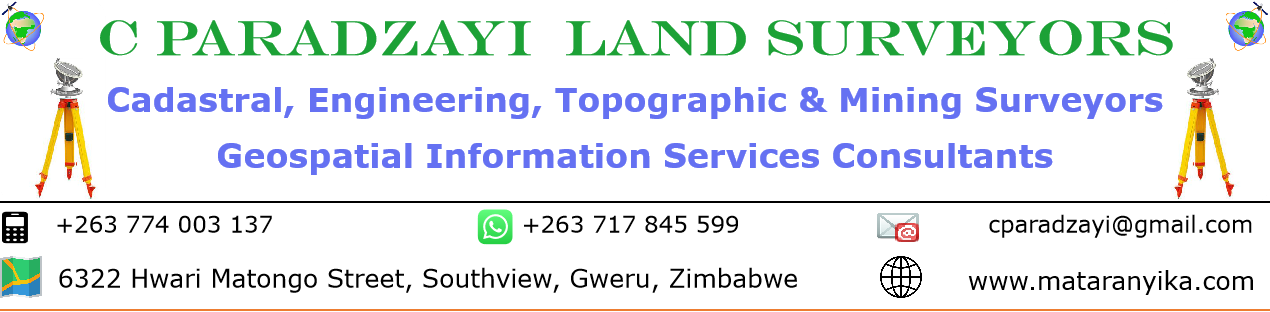 C PARADZAYI LAND SURVEYORS
Cadastral, Engineering, Topographic & Mining Surveyors
Geospatial Information Services Consultants
+263 774 003 137 +263 717 845 599 cparadzayi@gmail.com
6322 Hwari Matongo Street, Southview, Gweru, Zimbabwe www.mataranyika.com